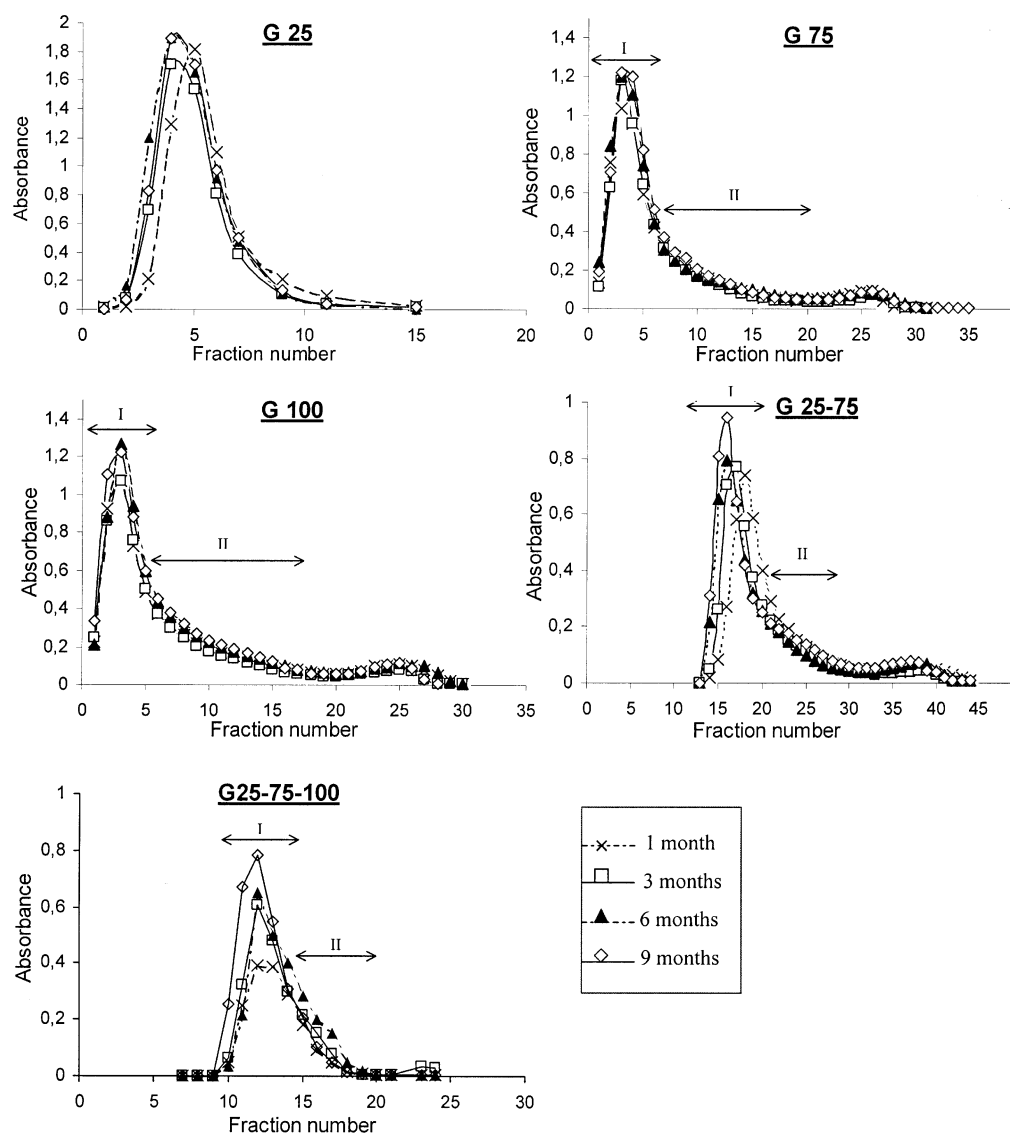 G 25
Absorbance
2
1,8
1,6
1,4
1,2
1
0,8
0,6
0,4
0,2
0
0 5 10 15 20
Fraction number
G 75
Absorbance
1,4
1,2
1
0,8
0,6
0,4
0,2
0
I
II
0 5 10 15 20 25 30 35
Fraction number
G 100
Absorbance
1,4
1,2
1
0,8
0,6
0,4
0,2
0
I
II
0 5 10 15 20 25 30 35
Fraction number
G 25-75
Absorbance
1
0,8
0,6
0,4
0,2
0
I
II
0 5 10 15 20 25 30 33 40 44
Fraction number
G25-75-100
Absorbance
1
0,8
0,6
0,4
0,2
0
I
II
0 5 10 15 20 25 30
Fraction number
1 month
3 months
6 months
9 months